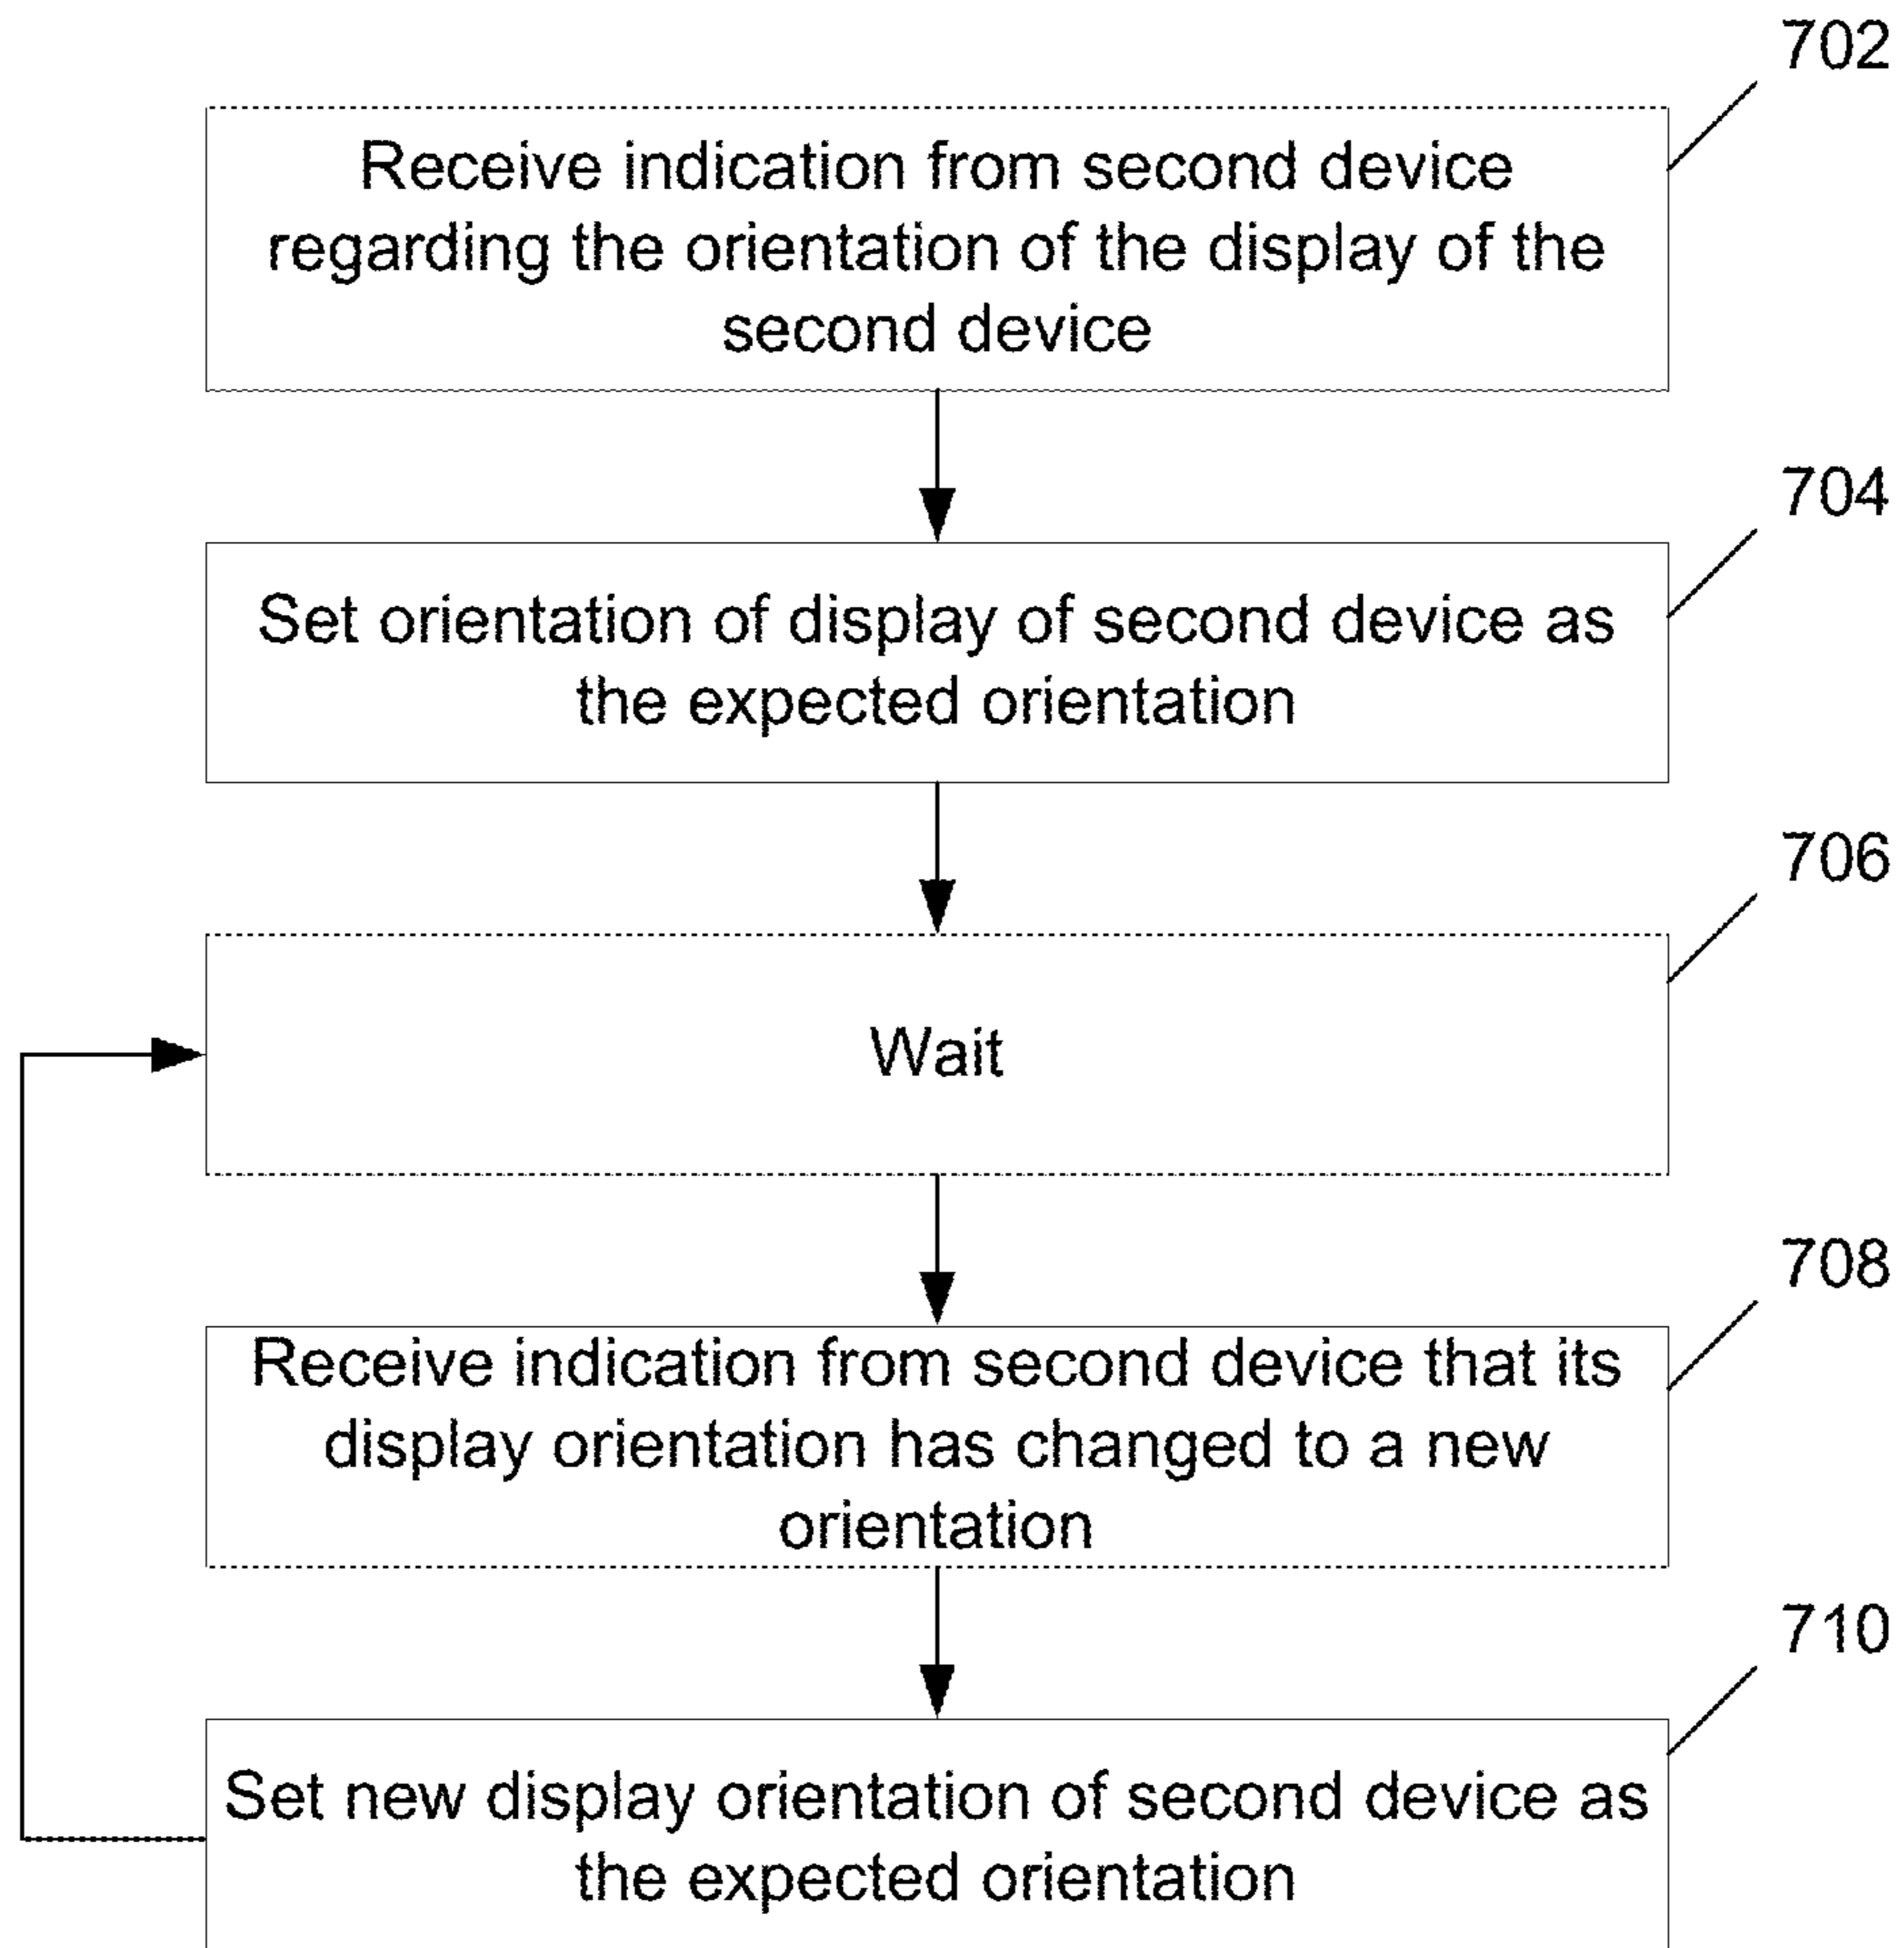 702
Receive indication from second device
regarding the orientation of the display of the
second device
704
Set orientation of display of second device as
the expected orientation
706
Wait
708
Receive indication from second device that its
display orientation has changed to a new
orientation
710
Set new display orientation of second device as
the expected orientation